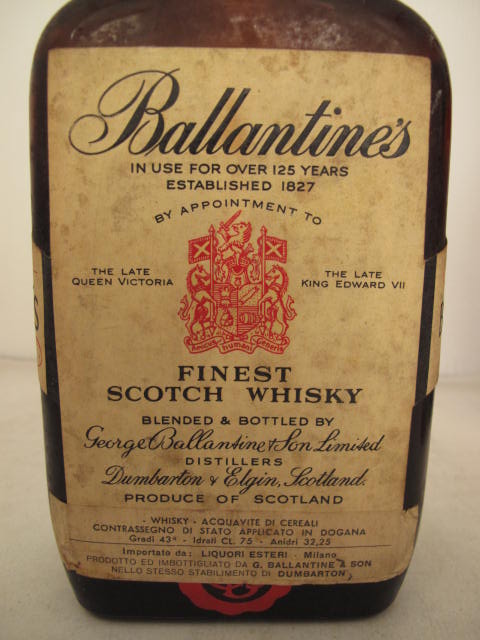 Ballantine's
IN USE FOR OVER 125 YEARS
ESTABLISHED 1827
BY APPOINTMENT TO
THE LATE
QUEEN VICTORIA
THE LATE
KING EDWARD VII
Amicus humani Generis
FINEST
SCOTCH WHISKY
BLENDED & BOTTLED BY
George Ballantine & Son Limited
DISTILLERS
Dumbarton & Elgin, Scotland.
PRODUCE OF SCOTLAND
· WHISKY · ACQUAVITE DI CEREALI
CONTRASSEGNO DI STATO APPLICATO IN DOGANA
Gradi 43° - Idrati CL. 75 - Anidri 32,25
Importato da: LIQUORI ESTERI · Milano
PRODOTTO ED IMBOTTIGLIATO DA G. BALLANTINE & SON
NELLO STESSO STABILIMENTO DI DUMBARTON